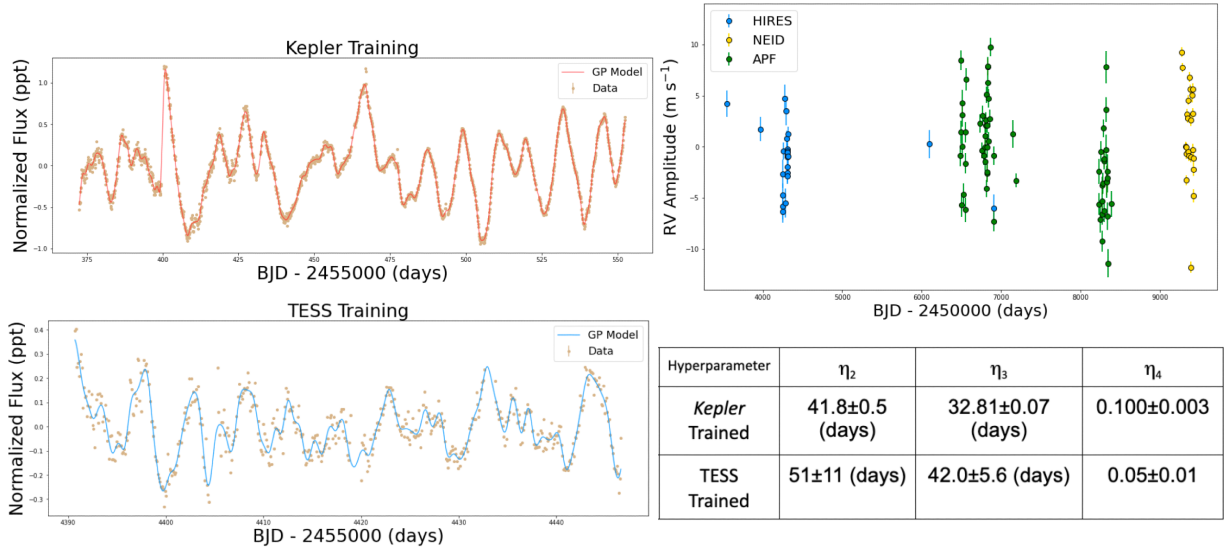 Kepler Training
Normalized Flux (ppt)
1.0
0.5
0.0
−0.5
−1.0
GP Model
Data
375
400
425
450
475
500
525
550
BJD - 2455000 (days)
HIRES
NEID
APF
RV Amplitude (m s⁻¹)
10
5
0
−5
−10
4000
5000
6000
7000
8000
9000
BJD - 2450000 (days)
TESS Training
Normalized Flux (ppt)
0.4
0.3
0.2
0.1
0.0
−0.1
−0.2
−0.3
GP Model
Data
4390
4400
4410
4420
4430
4440
BJD - 2455000 (days)
Hyperparameter η₂ η₃ η₄
Kepler Trained 41.8±0.5 (days) 32.81±0.07 (days) 0.100±0.003
TESS Trained 51±11 (days) 42.0±5.6 (days) 0.05±0.01